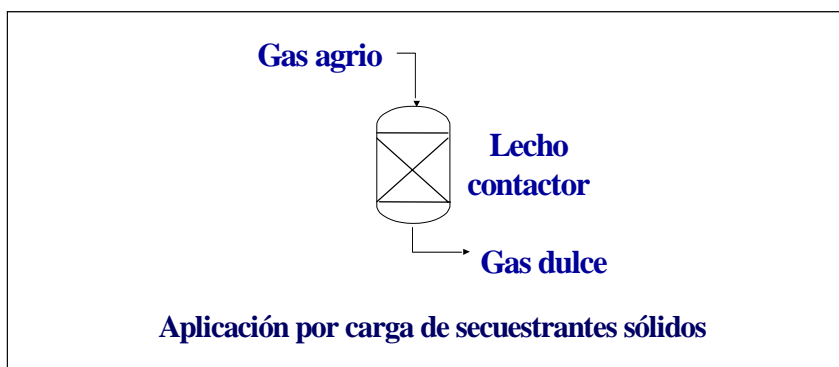 Gas agrio
Lecho
contactor
Gas dulce
Aplicación por carga de secuestrantes sólidos